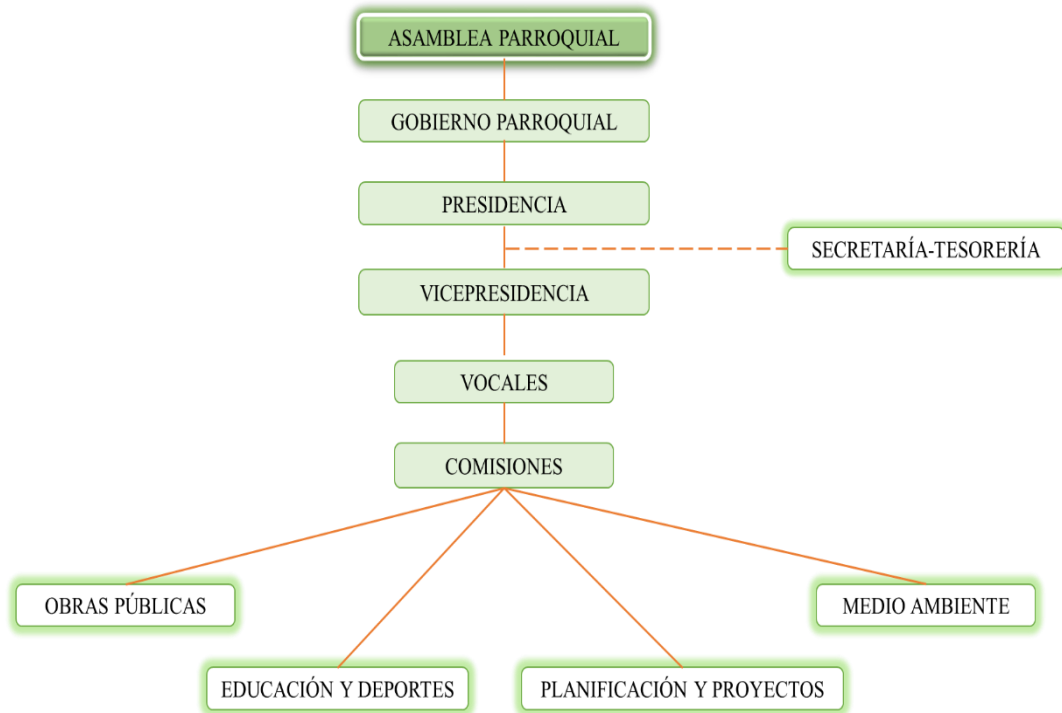 ASAMBLEA PARROQUIAL
GOBIERNO PARROQUIAL
PRESIDENCIA
SECRETARÍA-TESORERÍA
VICEPRESIDENCIA
VOCALES
COMISIONES
OBRAS PÚBLICAS
MEDIO AMBIENTE
EDUCACIÓN Y DEPORTES
PLANIFICACIÓN Y PROYECTOS